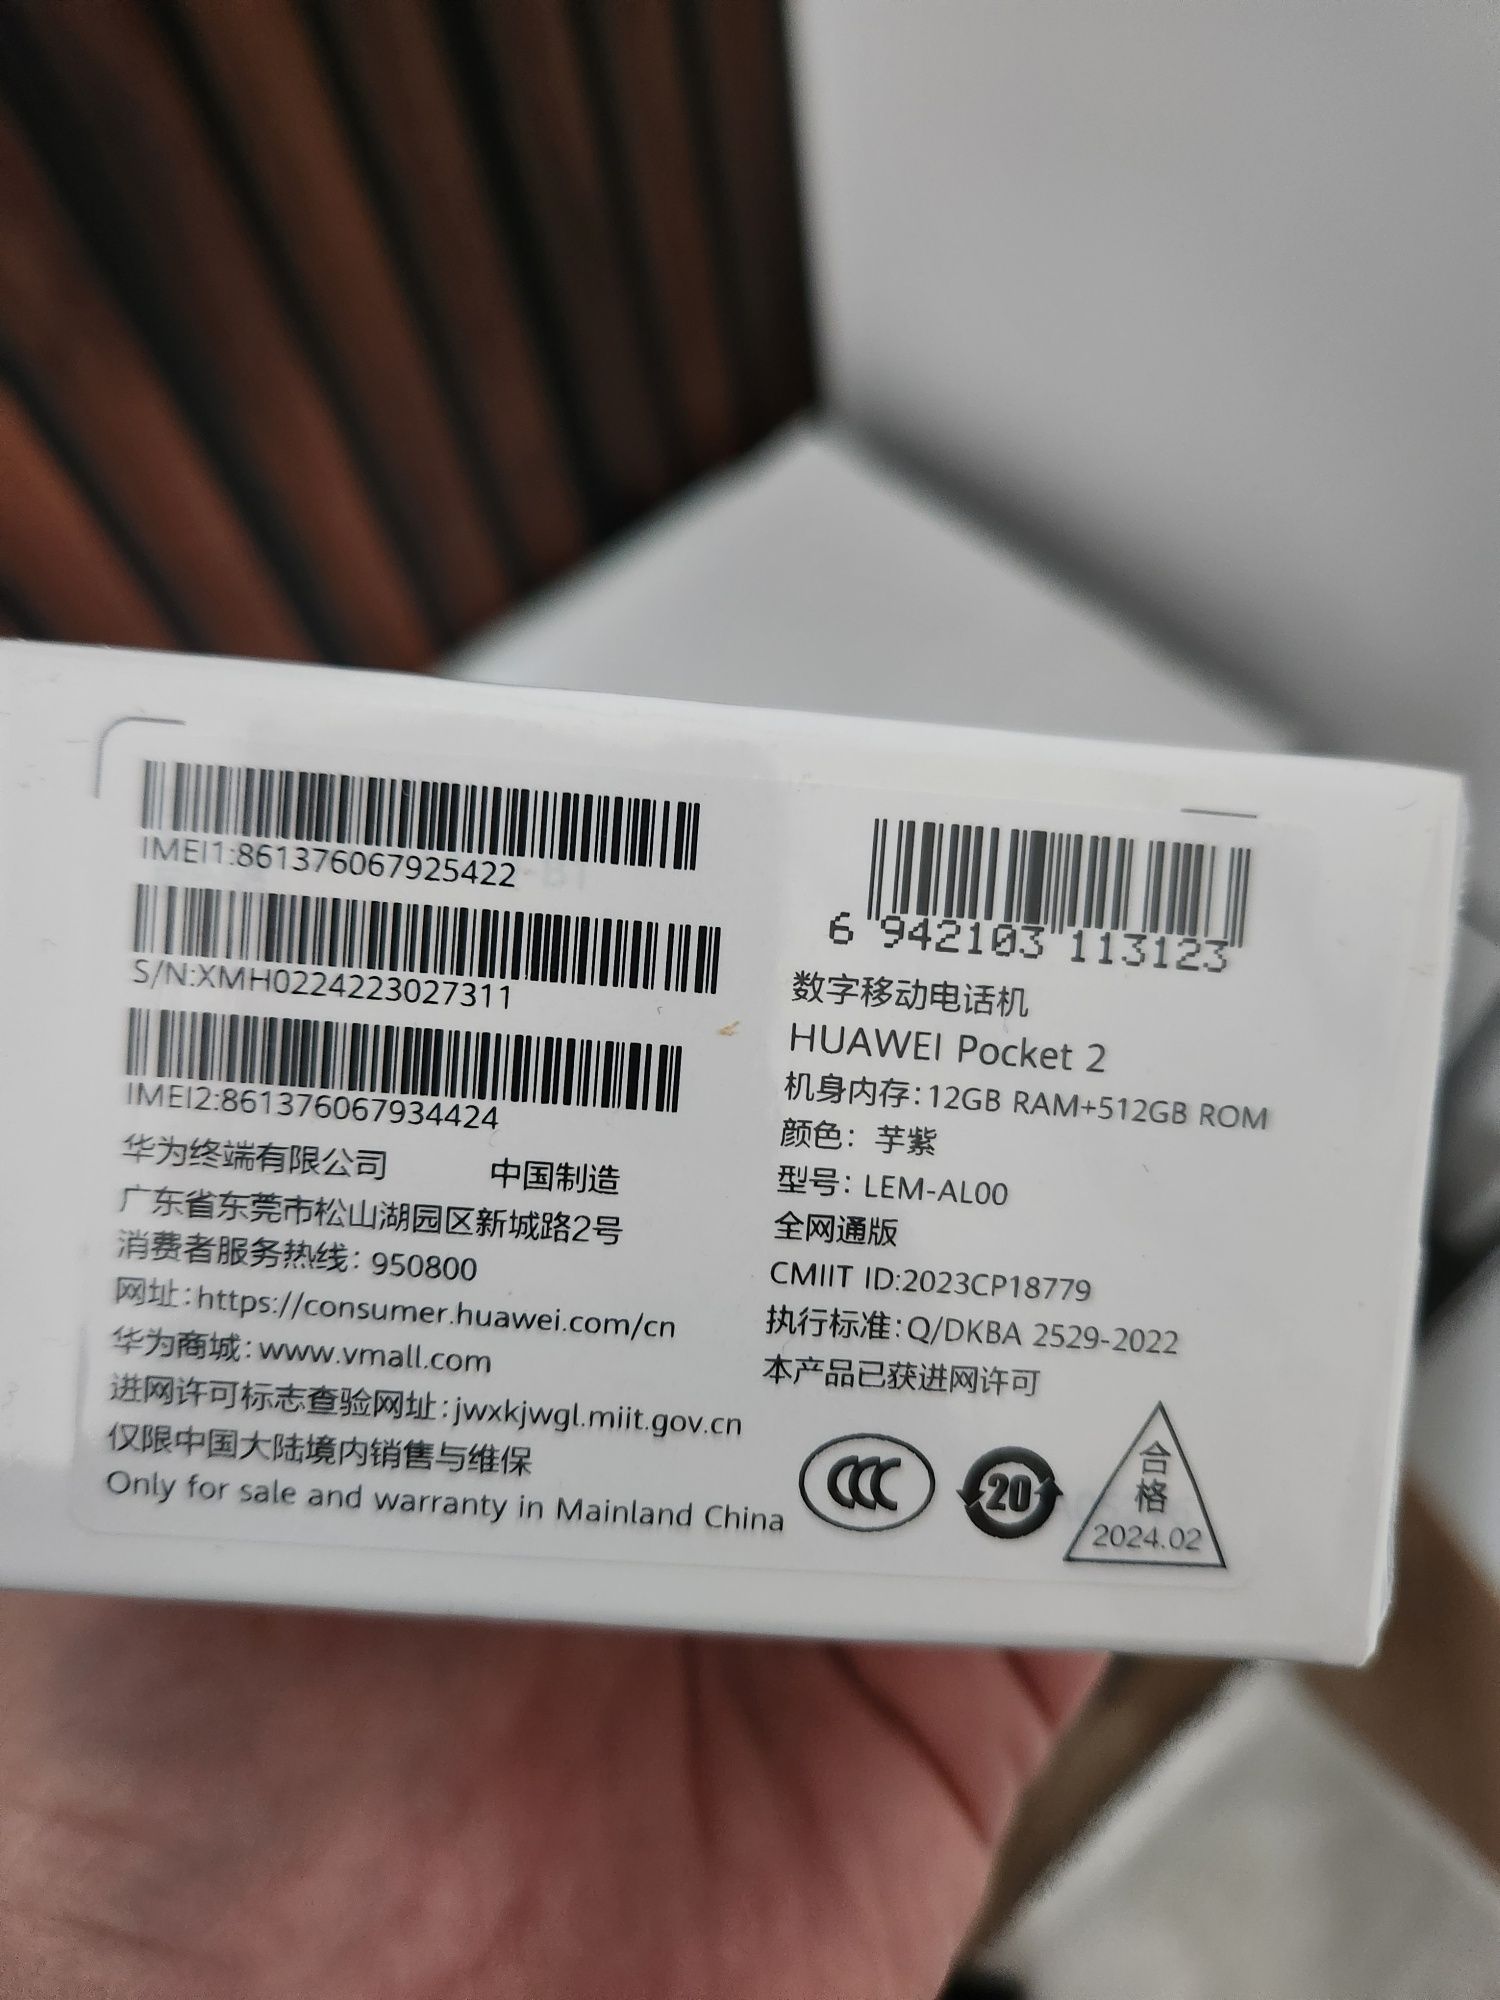 IMEI1:861376067925422
S/N:XMH0224223027311
IMEI2:861376067934424
华为终端有限公司 中国制造
广东省东莞市松山湖园区新城路2号
消费者服务热线：950800
网址：https://consumer.huawei.com/cn
华为商城：www.vmall.com
进网许可标志查验网址：jwxkjwgl.miit.gov.cn
仅限中国大陆境内销售与维保
Only for sale and warranty in Mainland China
6 942103 113123
数字移动电话机
HUAWEI Pocket 2
机身内存：12GB RAM+512GB ROM
颜色：芋紫
型号：LEM-AL00
全网通版
CMIIT ID:2023CP18779
执行标准：Q/DKBA 2529-2022
本产品已获进网许可
CCC
20
合
格
2024.02